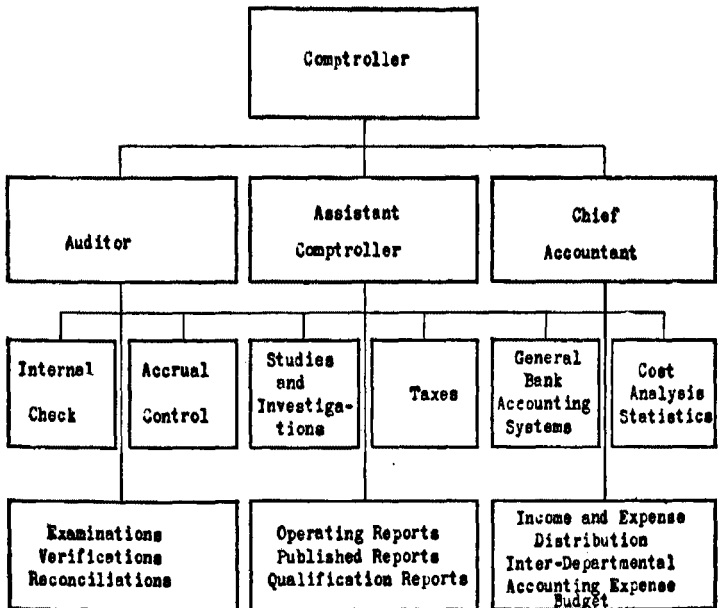 Comptroller
Auditor
Assistant
Comptroller
Chief
Accountant
Internal
Check
Accrual
Control
Studies
and
Investiga-
tions
Taxes
General
Bank
Accounting
Systems
Cost
Analysis
Statistics
Examinations
Verifications
Reconciliations
Operating Reports
Published Reports
Qualification Reports
Income and Expense
Distribution
Inter-Departmental
Accounting Expense
Budget